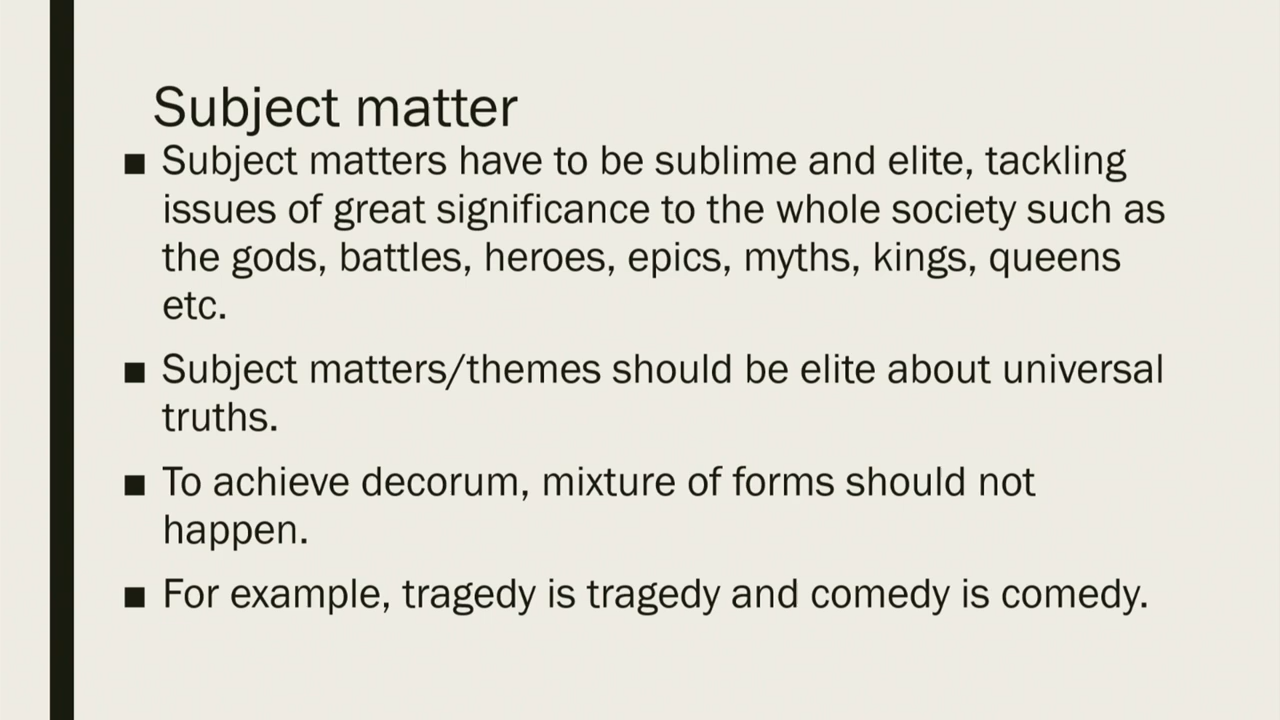 Subject matter
■ Subject matters have to be sublime and elite, tackling
issues of great significance to the whole society such as
the gods, battles, heroes, epics, myths, kings, queens
etc.
■ Subject matters/themes should be elite about universal
truths.
■ To achieve decorum, mixture of forms should not
happen.
■ For example, tragedy is tragedy and comedy is comedy.